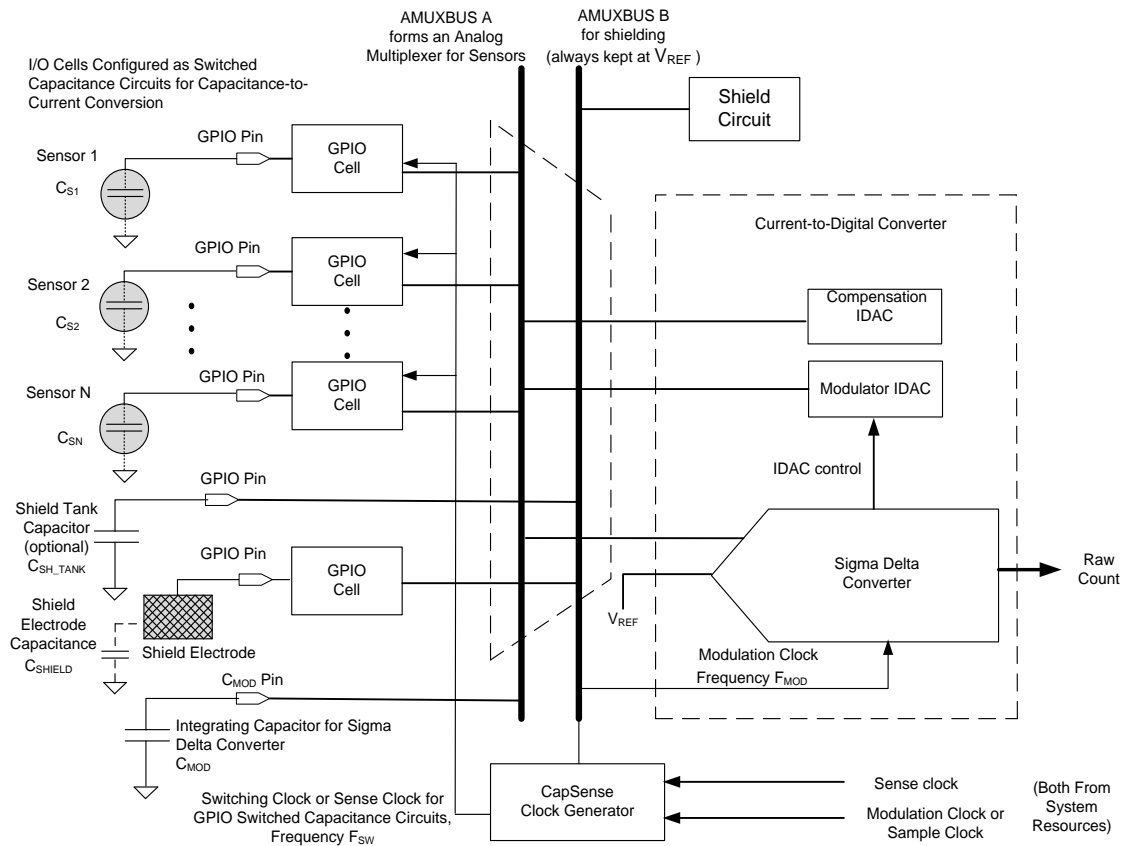 AMUXBUS A
forms an Analog
Multiplexer for Sensors
AMUXBUS B
for shielding
(always kept at VREF )
I/O Cells Configured as Switched
Capacitance Circuits for Capacitance-to-
Current Conversion
Shield
Circuit
GPIO Pin
GPIO
Cell
Sensor 1
CS1
Current-to-Digital Converter
GPIO Pin
GPIO
Cell
Sensor 2
CS2
Compensation
IDAC
GPIO Pin
GPIO
Cell
Sensor N
CSN
Modulator IDAC
IDAC control
GPIO Pin
Shield Tank
Capacitor
(optional)
CSH_TANK
GPIO Pin
GPIO
Cell
Sigma Delta
Converter
Raw
Count
VREF
Shield
Electrode
Capacitance
CSHIELD
Shield Electrode
Modulation Clock
Frequency FMOD
CMOD Pin
Integrating Capacitor for Sigma
Delta Converter
CMOD
Switching Clock or Sense Clock for
GPIO Switched Capacitance Circuits,
Frequency FSW
CapSense
Clock Generator
Sense clock
Modulation Clock or
Sample Clock
(Both From
System
Resources)